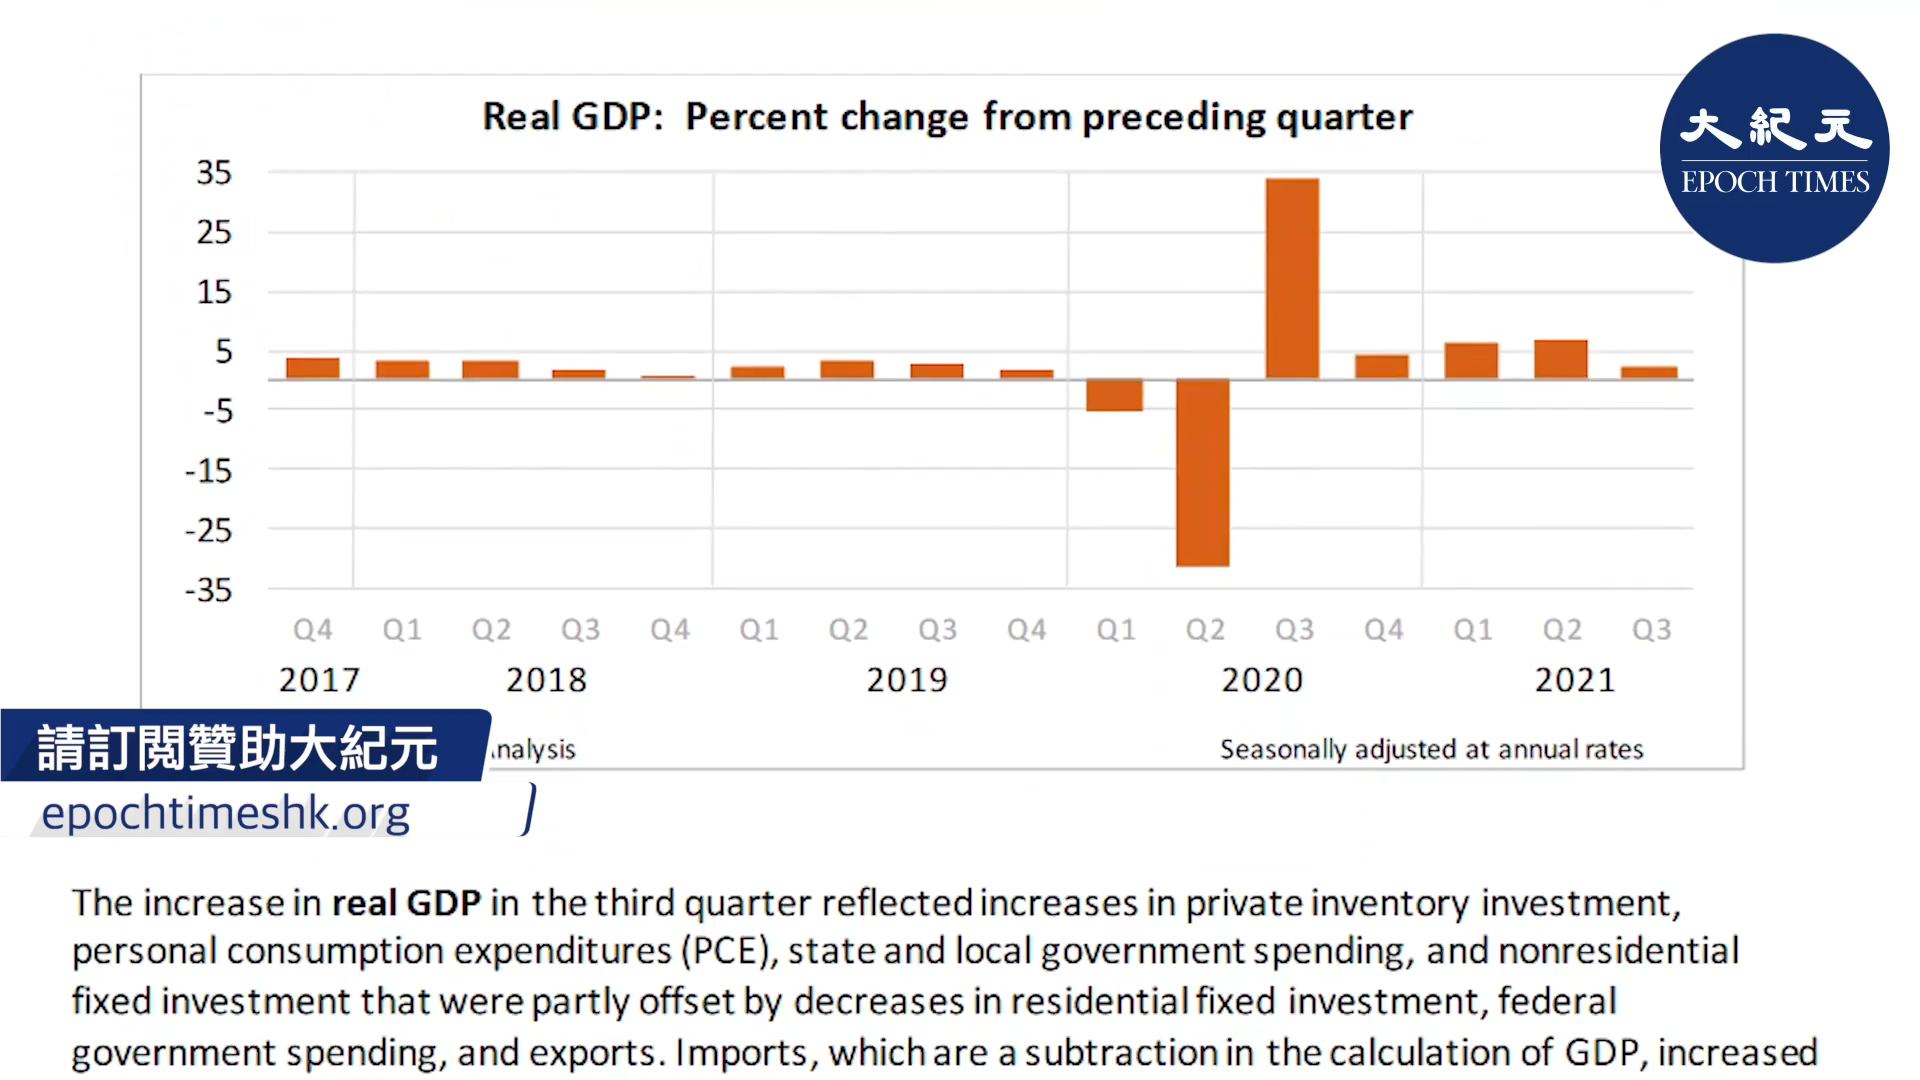 Real GDP: Percent change from preceding quarter
大紀元
EPOCH TIMES
35
25
15
5
-5
-15
-25
-35
Q4 Q1 Q2 Q3 Q4 Q1 Q2 Q3 Q4 Q1 Q2 Q3 Q4 Q1 Q2 Q3
2017 2018 2019 2020 2021
請訂閱贊助大紀元
nalysis Seasonally adjusted at annual rates
epochtimeshk.org
The increase in real GDP in the third quarter reflected increases in private inventory investment,
personal consumption expenditures (PCE), state and local government spending, and nonresidential
fixed investment that were partly offset by decreases in residential fixed investment, federal
government spending, and exports. Imports, which are a subtraction in the calculation of GDP, increased